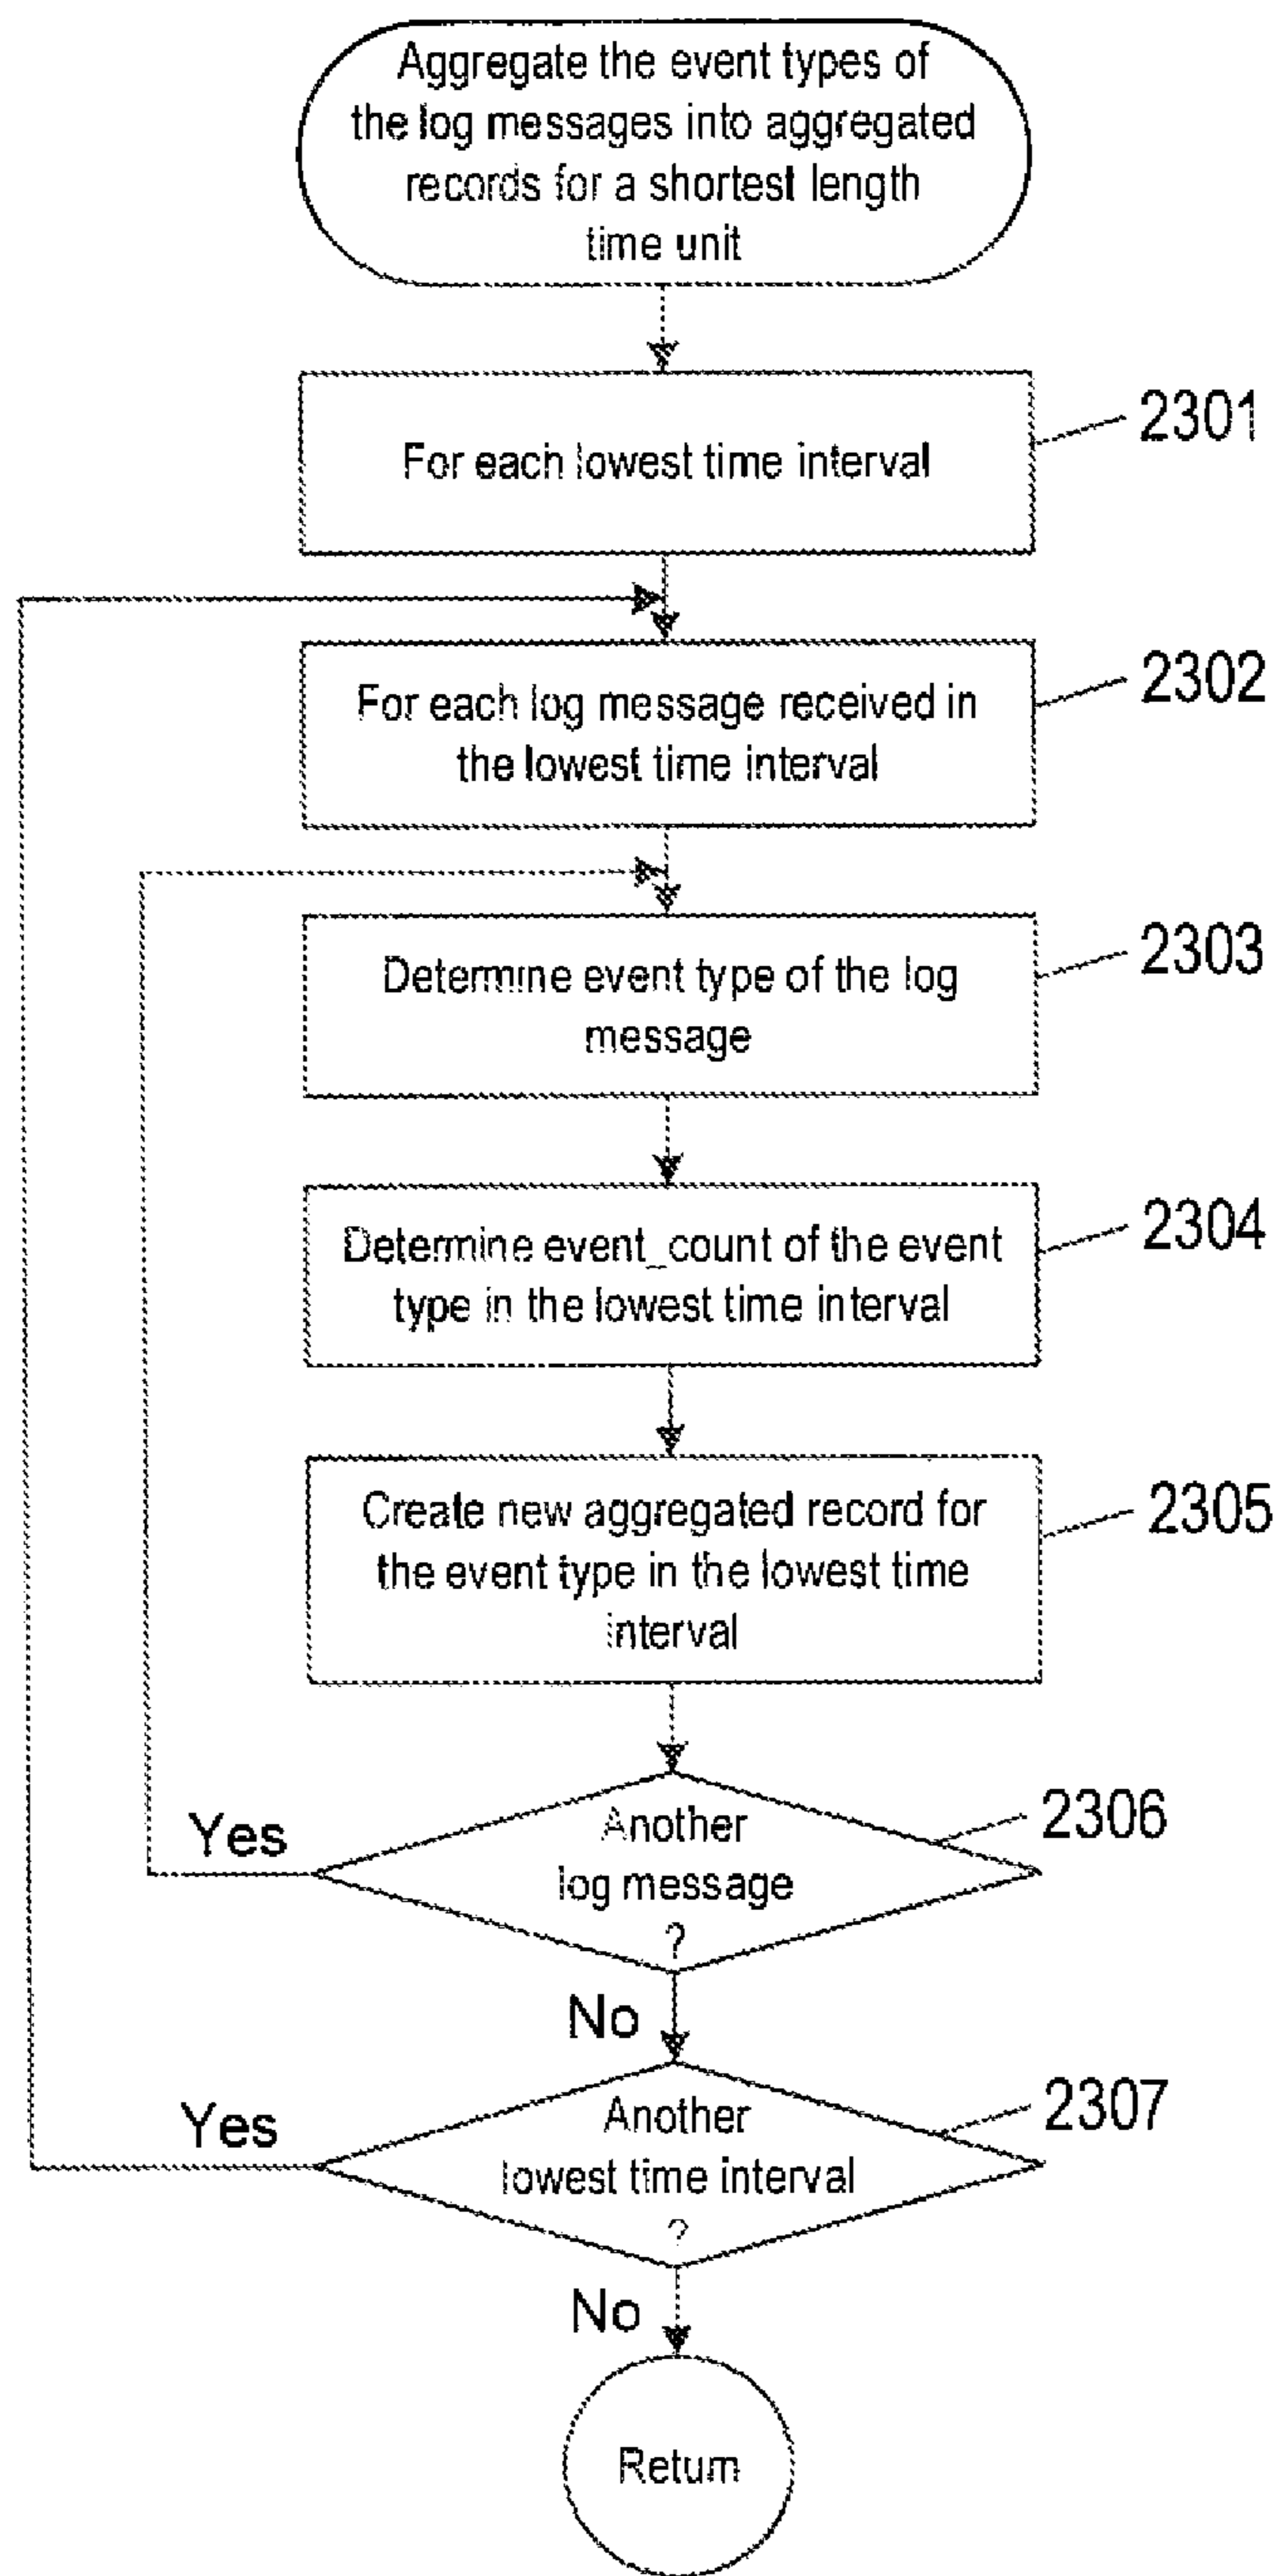 Aggregate the event types of
the log messages into aggregated
records for a shortest length
time unit
For each lowest time interval
2301
For each log message received in
the lowest time interval
2302
Determine event type of the log
message
2303
Determine event_count of the event
type in the lowest time interval
2304
Create new aggregated record for
the event type in the lowest time
interval
2305
Another
log message
?
2306
Yes
No
Another
lowest time interval
?
2307
Yes
No
Return